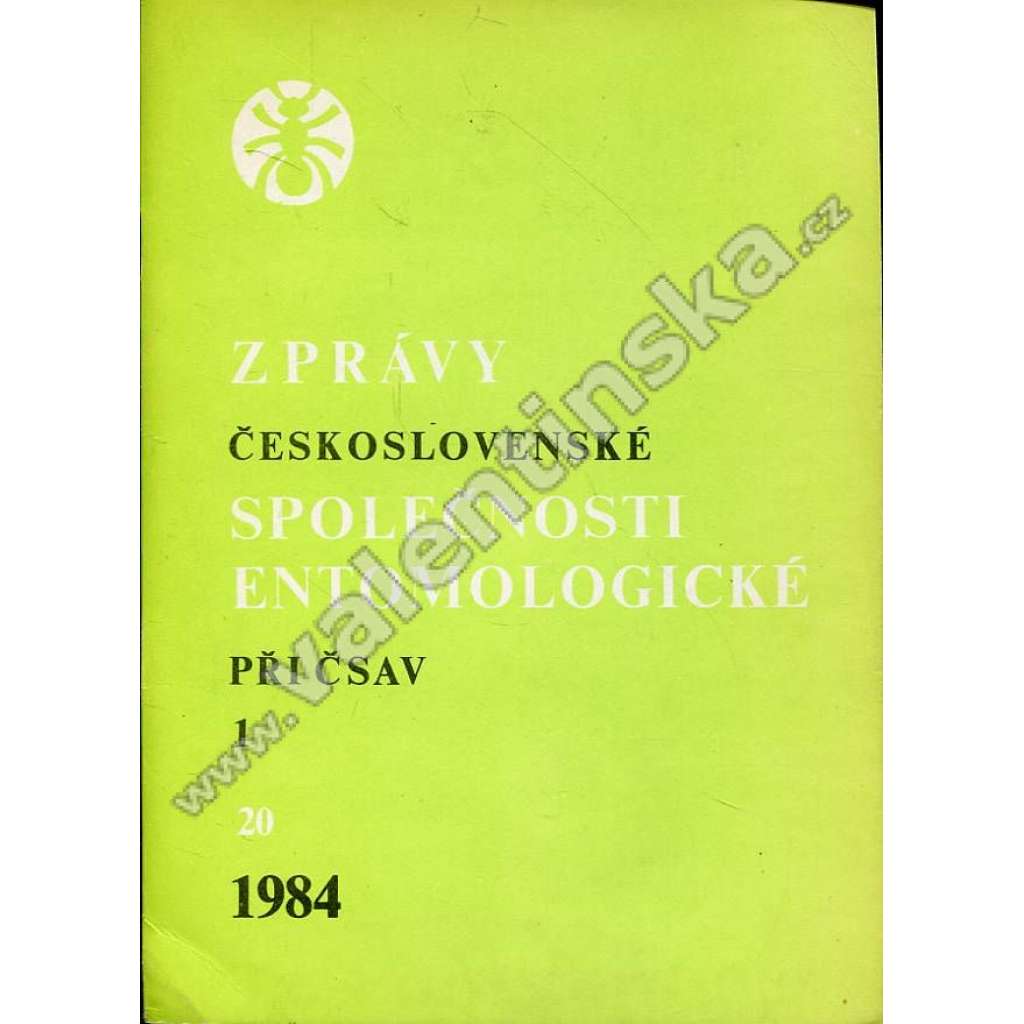 ZPRÁVY
ČESKOSLOVENSKÉ
SPOLEČNOSTI
ENTOMOLOGICKÉ
PŘI ČSAV
1
20
1984
www.valentinska.cz